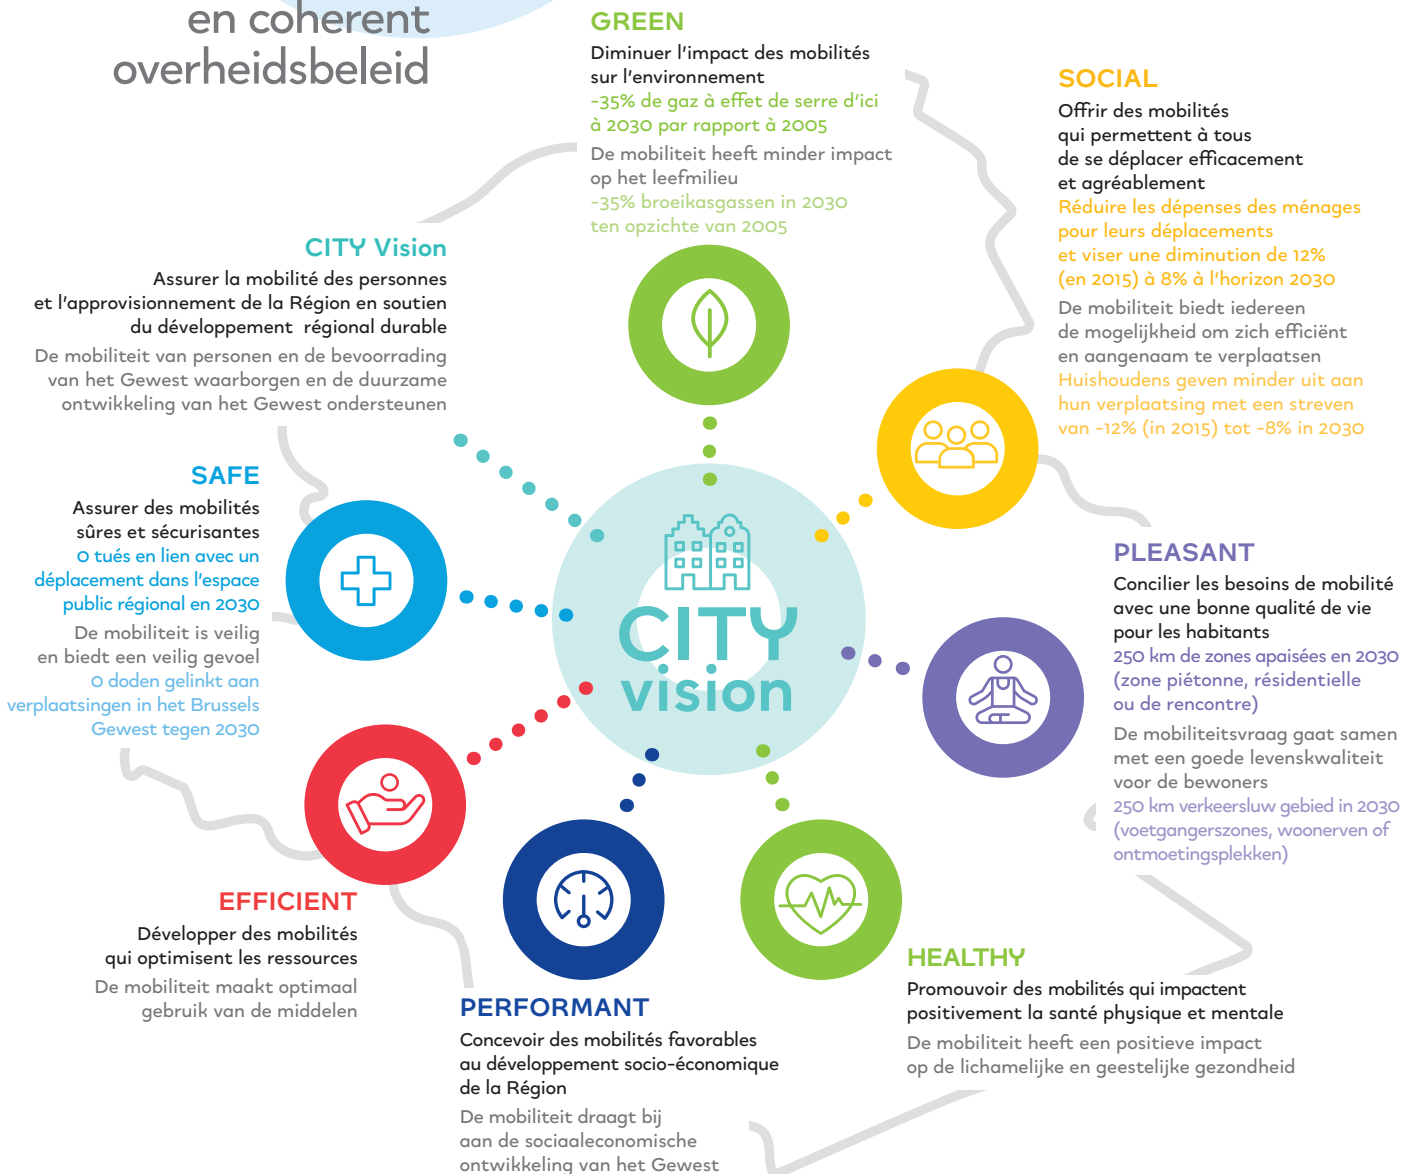 en coherent
overheidsbeleid
GREEN
Diminuer l'impact des mobilités
sur l'environnement
-35% de gaz à effet de serre d'ici
à 2030 par rapport à 2005
De mobiliteit heeft minder impact
op het leefmilieu
-35% broeikasgassen in 2030
ten opzichte van 2005
SOCIAL
Offrir des mobilités
qui permettent à tous
de se déplacer efficacement
et agréablement
Réduire les dépenses des ménages
pour leurs déplacements
et viser une diminution de 12%
(en 2015) à 8% à l'horizon 2030
De mobiliteit biedt iedereen
de mogelijkheid om zich efficiënt
en aangenaam te verplaatsen
Huishoudens geven minder uit aan
hun verplaatsing met een streven
van -12% (in 2015) tot -8% in 2030
CITY Vision
Assurer la mobilité des personnes
et l'approvisionnement de la Région en soutien
du développement régional durable
De mobiliteit van personen en de bevoorrading
van het Gewest waarborgen en de duurzame
ontwikkeling van het Gewest ondersteunen
SAFE
Assurer des mobilités
sûres et sécurisantes
0 tués en lien avec un
déplacement dans l'espace
public régional en 2030
De mobiliteit is veilig
en biedt een veilig gevoel
0 doden gelinkt aan
verplaatsingen in het Brussels
Gewest tegen 2030
CITY
vision
PLEASANT
Concilier les besoins de mobilité
avec une bonne qualité de vie
pour les habitants
250 km de zones apaisées en 2030
(zone piétonne, résidentielle
ou de rencontre)
De mobiliteitsvraag gaat samen
met een goede levenskwaliteit
voor de bewoners
250 km verkeersluw gebied in 2030
(voetgangerszones, woonerven of
ontmoetingsplekken)
EFFICIENT
Développer des mobilités
qui optimisent les ressources
De mobiliteit maakt optimaal
gebruik van de middelen
PERFORMANT
Concevoir des mobilités favorables
au développement socio-économique
de la Région
De mobiliteit draagt bij
aan de sociaaleconomische
ontwikkeling van het Gewest
HEALTHY
Promouvoir des mobilités qui impactent
positivement la santé physique et mentale
De mobiliteit heeft een positieve impact
op de lichamelijke en geestelijke gezondheid